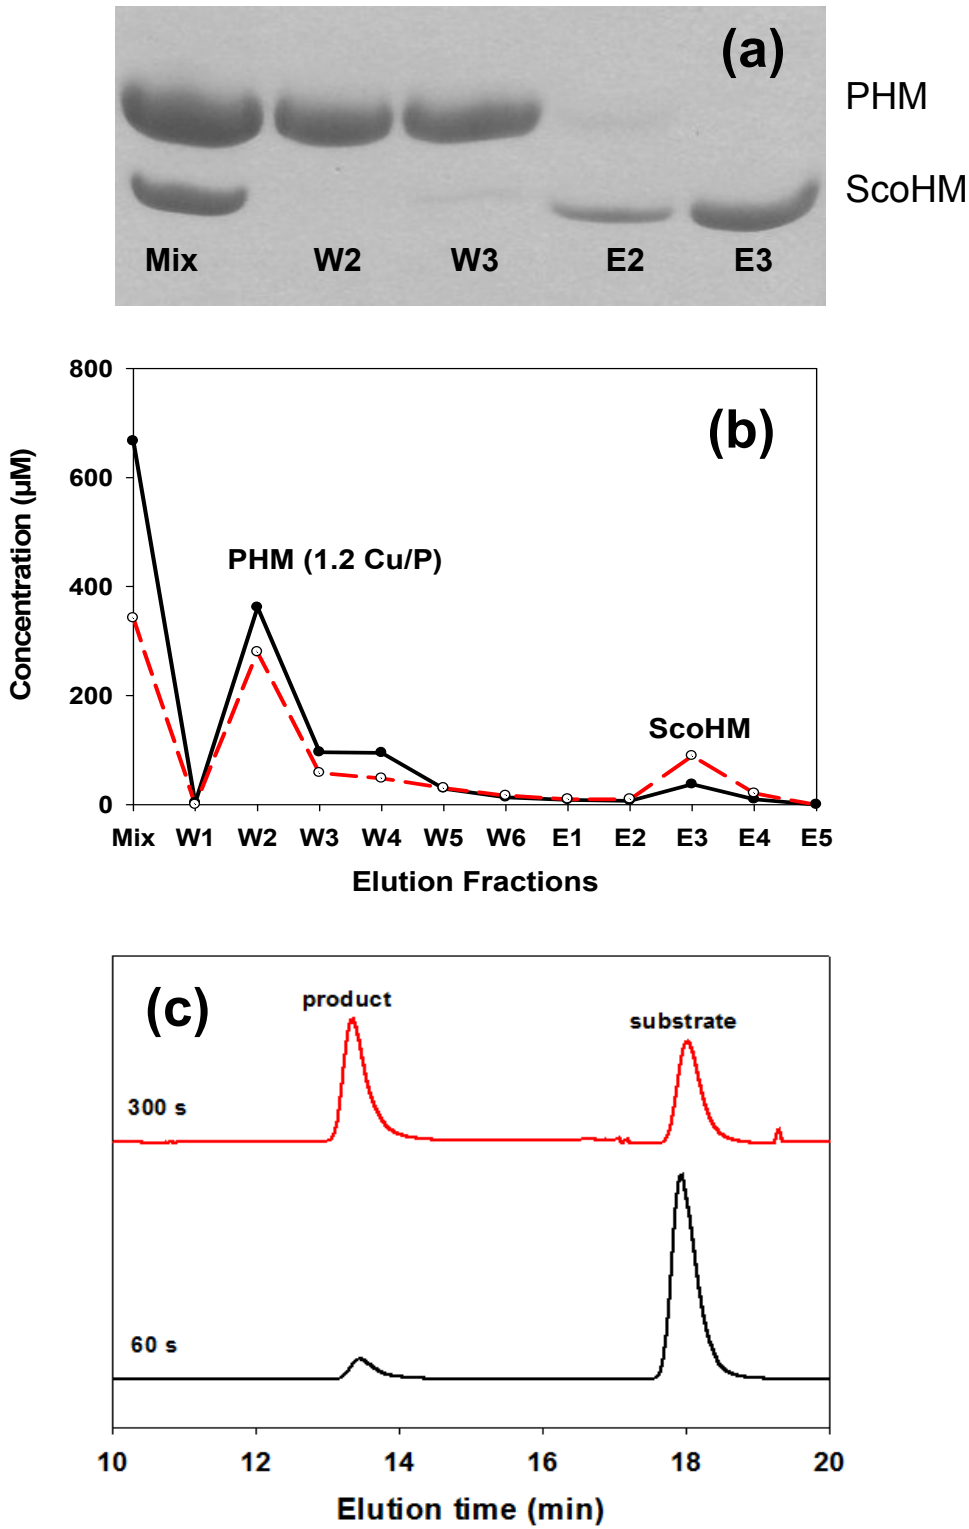 (a)
PHM
ScoHM
Mix W2 W3 E2 E3
800
(b)
600
PHM (1.2 Cu/P)
400
200
ScoHM
0
Concentration (µM)
Mix W1 W2 W3 W4 W5 W6 E1 E2 E3 E4 E5
Elution Fractions
(c)
product
substrate
300 s
60 s
10 12 14 16 18 20
Elution time (min)